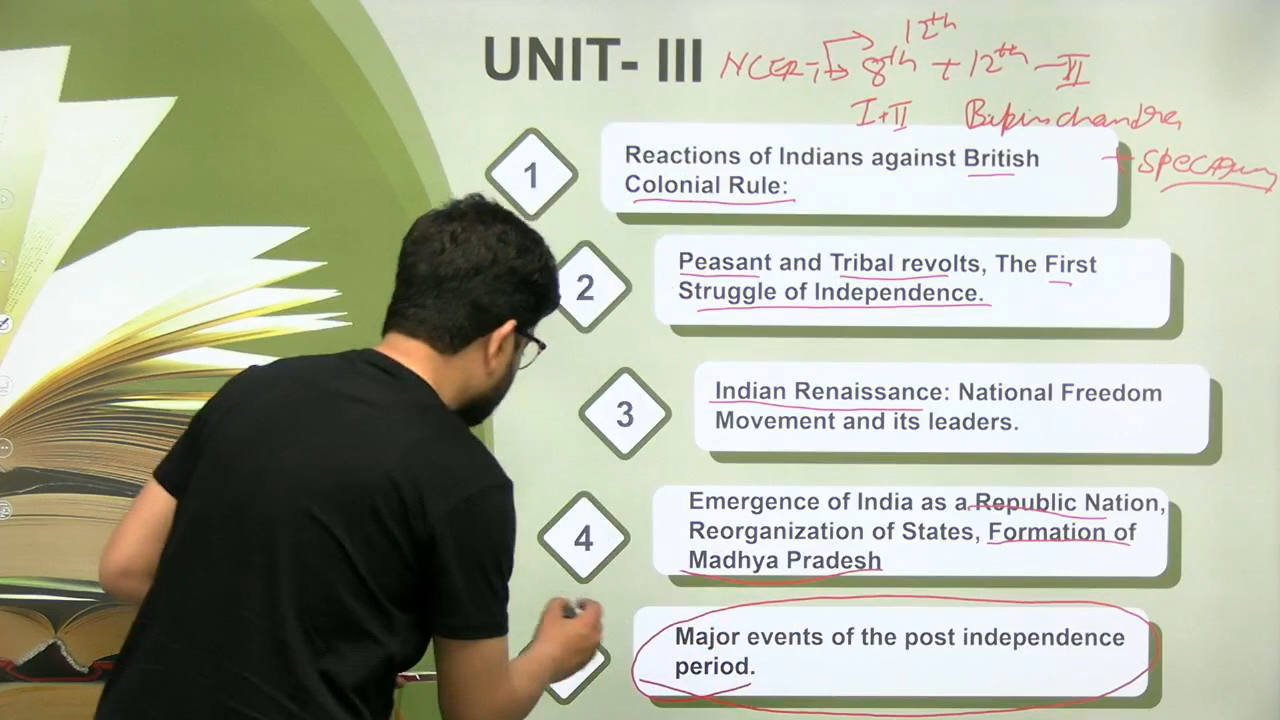 UNIT- III NCERT 8th + 12th - II
12th
I+II Bipinchandra
+ Spectrum
1
Reactions of Indians against British
Colonial Rule:
2
Peasant and Tribal revolts, The First
Struggle of Independence.
3
Indian Renaissance: National Freedom
Movement and its leaders.
4
Emergence of India as a Republic Nation,
Reorganization of States, Formation of
Madhya Pradesh
Major events of the post independence
period.